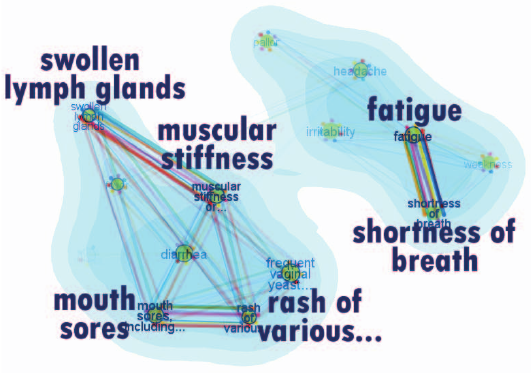 pallor
swollen
lymph glands
headache
swollen
lymph
glands
fatigue
muscular
stiffness
irritability
fatigue
weakness
muscular
stiffness
or...
shortness
of
breath
shortness of
breath
diarrhea
frequent
vaginal
yeast...
mouth
sores
mouth
sores,
including...
rash
of
various...
rash of
various...